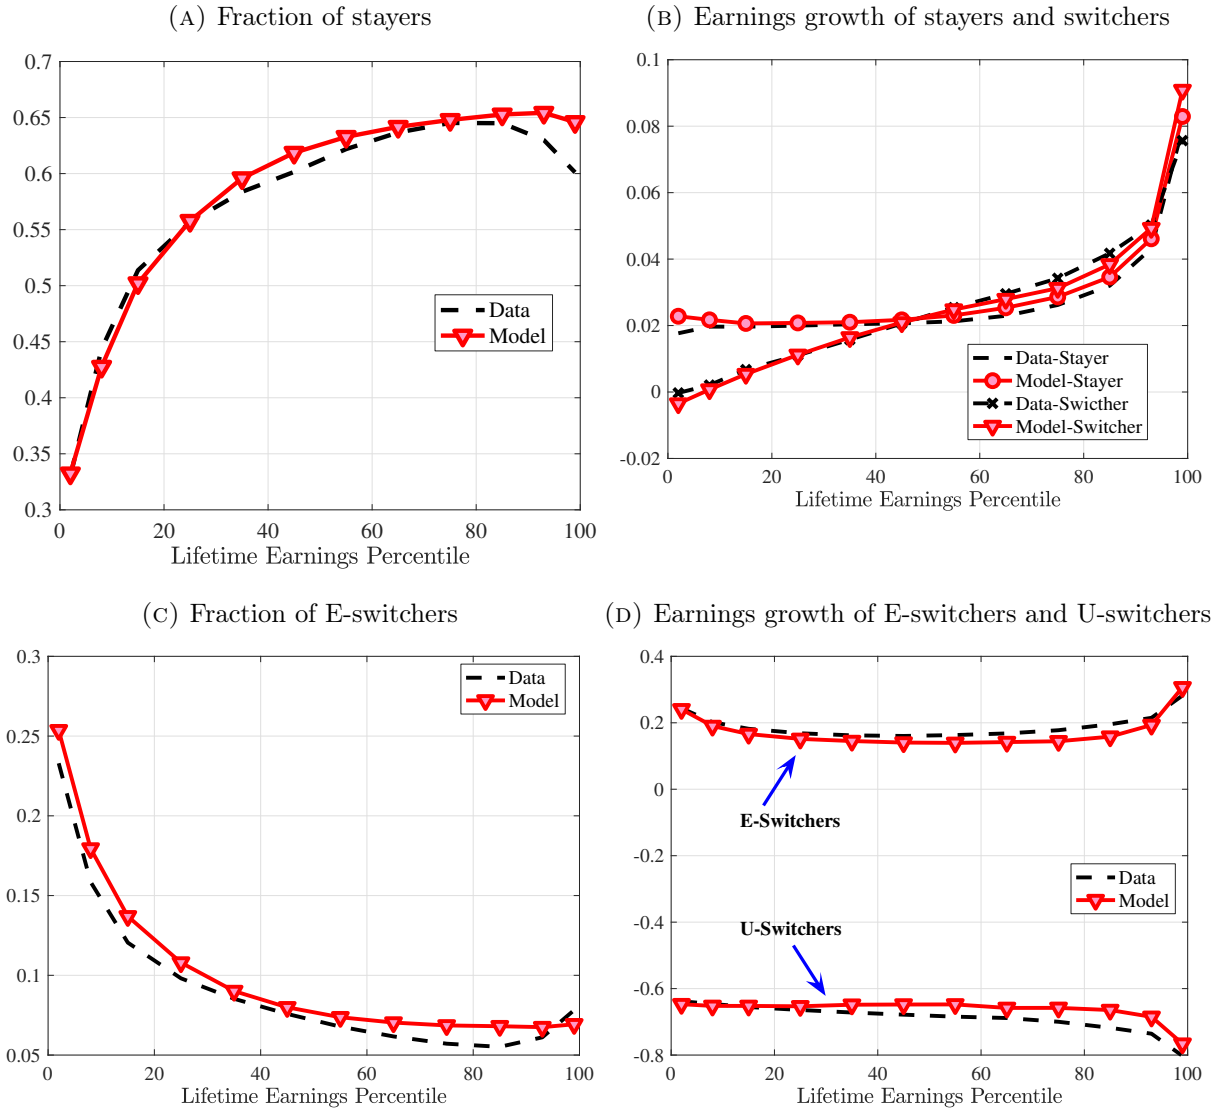 (A) Fraction of stayers
0.7
0.65
0.6
0.55
0.5
0.45
0.4
0.35
0.3
0 20 40 60 80 100
Lifetime Earnings Percentile
Data
Model
(B) Earnings growth of stayers and switchers
0.1
0.08
0.06
0.04
0.02
0
-0.02
0 20 40 60 80 100
Lifetime Earnings Percentile
Data-Stayer
Model-Stayer
Data-Swicther
Model-Switcher
(C) Fraction of E-switchers
0.3
0.25
0.2
0.15
0.1
0.05
0 20 40 60 80 100
Lifetime Earnings Percentile
Data
Model
(D) Earnings growth of E-switchers and U-switchers
0.4
0.2
0
-0.2
-0.4
-0.6
-0.8
0 20 40 60 80 100
Lifetime Earnings Percentile
E-Switchers
U-Switchers
Data
Model